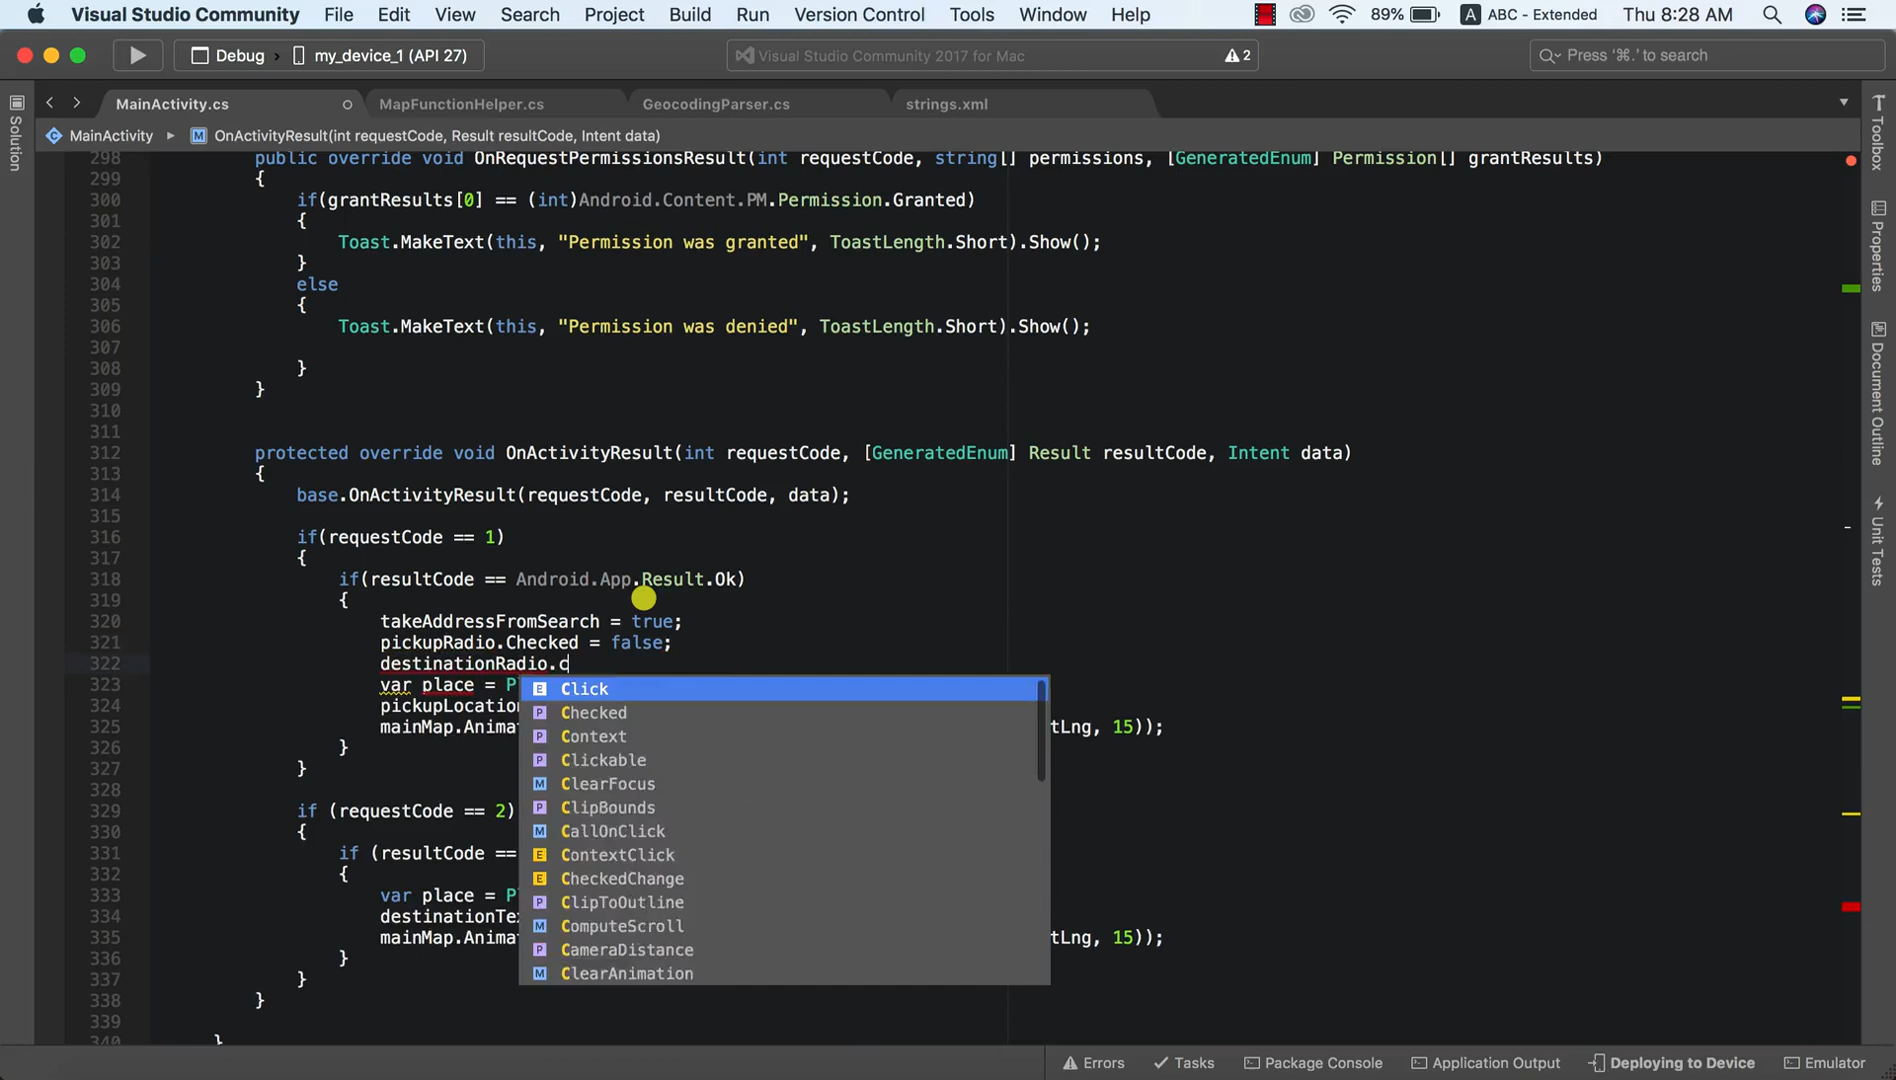 Visual Studio Community File Edit View Search Project Build Run Version Control Tools Window Help 89% A ABC - Extended Thu 8:28 AM
Debug my_device_1 (API 27) Visual Studio Community 2017 for Mac 2 Press '⌘.' to search
MainActivity.cs MapFunctionHelper.cs GeocodingParser.cs strings.xml
C MainActivity M OnActivityResult(int requestCode, Result resultCode, Intent data)
Solution
298 public override void OnRequestPermissionsResult(int requestCode, string[] permissions, [GeneratedEnum] Permission[] grantResults)
299 {
300 if(grantResults[0] == (int)Android.Content.PM.Permission.Granted)
301 {
302 Toast.MakeText(this, "Permission was granted", ToastLength.Short).Show();
303 }
304 else
305 {
306 Toast.MakeText(this, "Permission was denied", ToastLength.Short).Show();
307
308 }
309 }
310
311
312 protected override void OnActivityResult(int requestCode, [GeneratedEnum] Result resultCode, Intent data)
313 {
314 base.OnActivityResult(requestCode, resultCode, data);
315
316 if(requestCode == 1)
317 {
318 if(resultCode == Android.App.Result.Ok)
319 {
320 takeAddressFromSearch = true;
321 pickupRadio.Checked = false;
322 destinationRadio.c
323 var place = P
324 pickupLocation
325 mainMap.Anima tLng, 15));
326 }
327 }
328
329 if (requestCode == 2)
330 {
331 if (resultCode ==
332 {
333 var place = P
334 destinationTe
335 mainMap.Anima tLng, 15));
336 }
337 }
338 }
339
340 }
E Click
P Checked
P Context
P Clickable
M ClearFocus
P ClipBounds
M CallOnClick
E ContextClick
E CheckedChange
P ClipToOutline
M ComputeScroll
P CameraDistance
M ClearAnimation
Toolbox
Properties
Document Outline
Unit Tests
Errors Tasks Package Console Application Output Deploying to Device Emulator